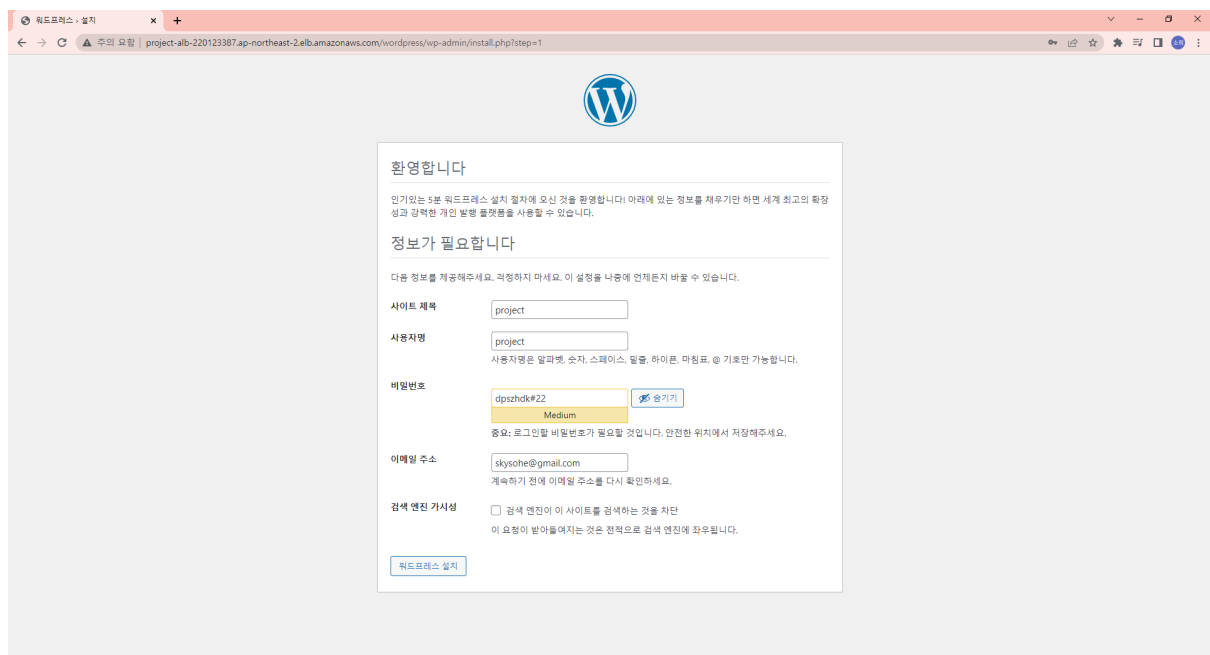 워드프레스 › 설치
주의 요함 | project-alb-220123387.ap-northeast-2.elb.amazonaws.com/wordpress/wp-admin/install.php?step=1
소희
환영합니다
인기있는 5분 워드프레스 설치 절차에 오신 것을 환영합니다! 아래에 있는 정보를 채우기만 하면 세계 최고의 확장
성과 강력한 개인 발행 플랫폼을 사용할 수 있습니다.
정보가 필요합니다
다음 정보를 제공해주세요. 걱정하지 마세요. 이 설정을 나중에 언제든지 바꿀 수 있습니다.
사이트 제목
project
사용자명
project
사용자명은 알파벳, 숫자, 스페이스, 밑줄, 하이픈, 마침표, @ 기호만 가능합니다.
비밀번호
dpszhdk#22
숨기기
Medium
중요: 로그인할 비밀번호가 필요할 것입니다. 안전한 위치에서 저장해주세요.
이메일 주소
skysohe@gmail.com
계속하기 전에 이메일 주소를 다시 확인하세요.
검색 엔진 가시성
검색 엔진이 이 사이트를 검색하는 것을 차단
이 요청이 받아들여지는 것은 전적으로 검색 엔진에 좌우됩니다.
워드프레스 설치